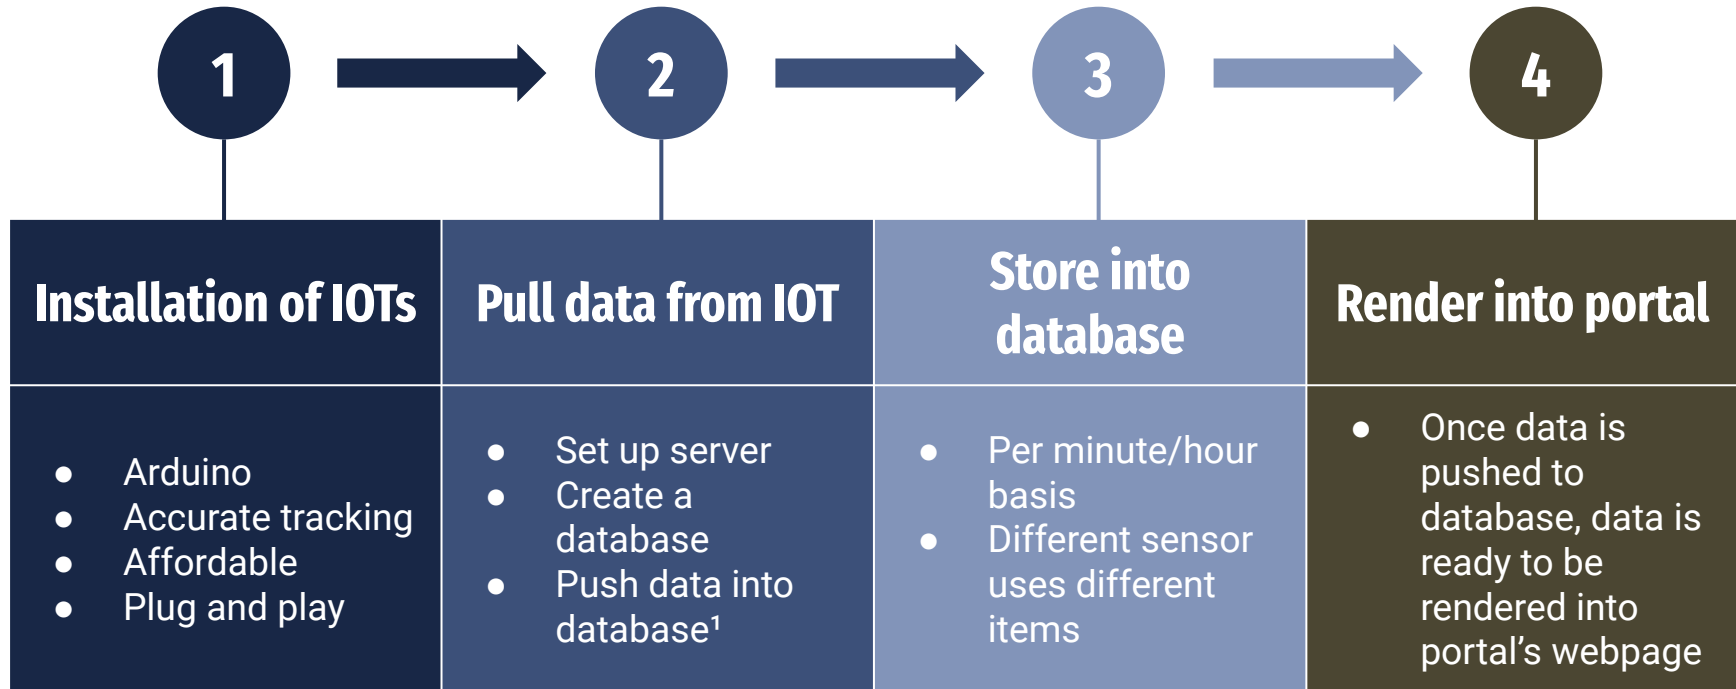 1
2
3
4
Installation of IOTs
Pull data from IOT
Store into
database
Render into portal
● Arduino
● Accurate tracking
● Affordable
● Plug and play
● Set up server
● Create a
database
● Push data into
database¹
● Per minute/hour
basis
● Different sensor
uses different
items
● Once data is
pushed to
database, data is
ready to be
rendered into
portal’s webpage